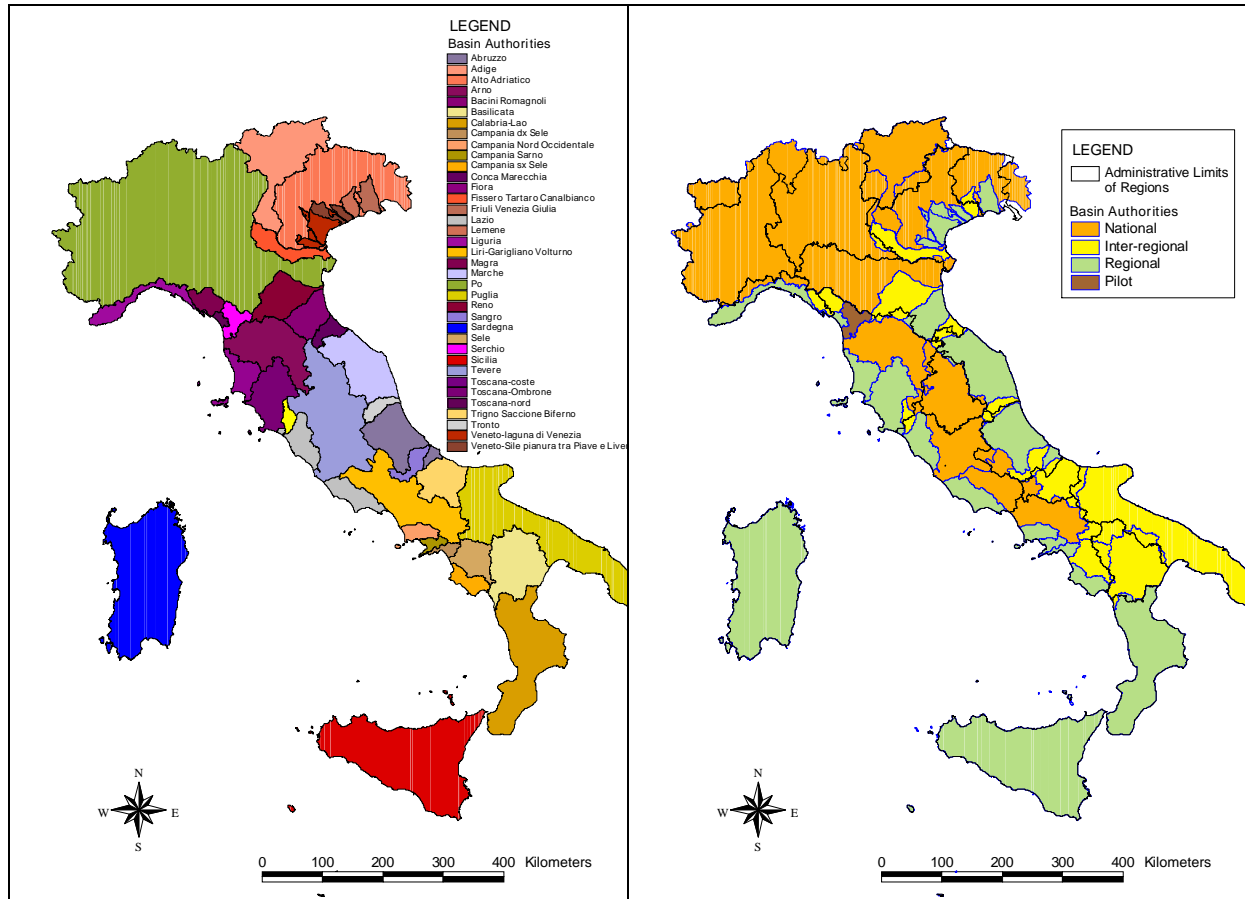 LEGEND
Basin Authorities
Abruzzo
Adige
Alto Adriatico
Arno
Bacini Romagnoli
Basilicata
Calabria-Lao
Campania dx Sele
Campania Nord Occidentale
Campania Sarno
Campania sx Sele
Conca Marecchia
Fiora
Fissero Tartaro Canalbianco
Friuli Venezia Giulia
Lazio
Lemene
Liguria
Liri-Garigliano Volturno
Magra
Marche
Po
Puglia
Reno
Sangro
Sardegna
Sele
Serchio
Sicilia
Tevere
Toscana-coste
Toscana-Ombrone
Toscana-nord
Trigno Saccione Biferno
Tronto
Veneto-laguna di Venezia
Veneto-Sile pianura tra Piave e Liver
N
W E
S
0 100 200 300 400 Kilometers
LEGEND
Administrative Limits
of Regions
Basin Authorities
National
Inter-regional
Regional
Pilot
N
W E
S
0 100 200 300 400 Kilometers